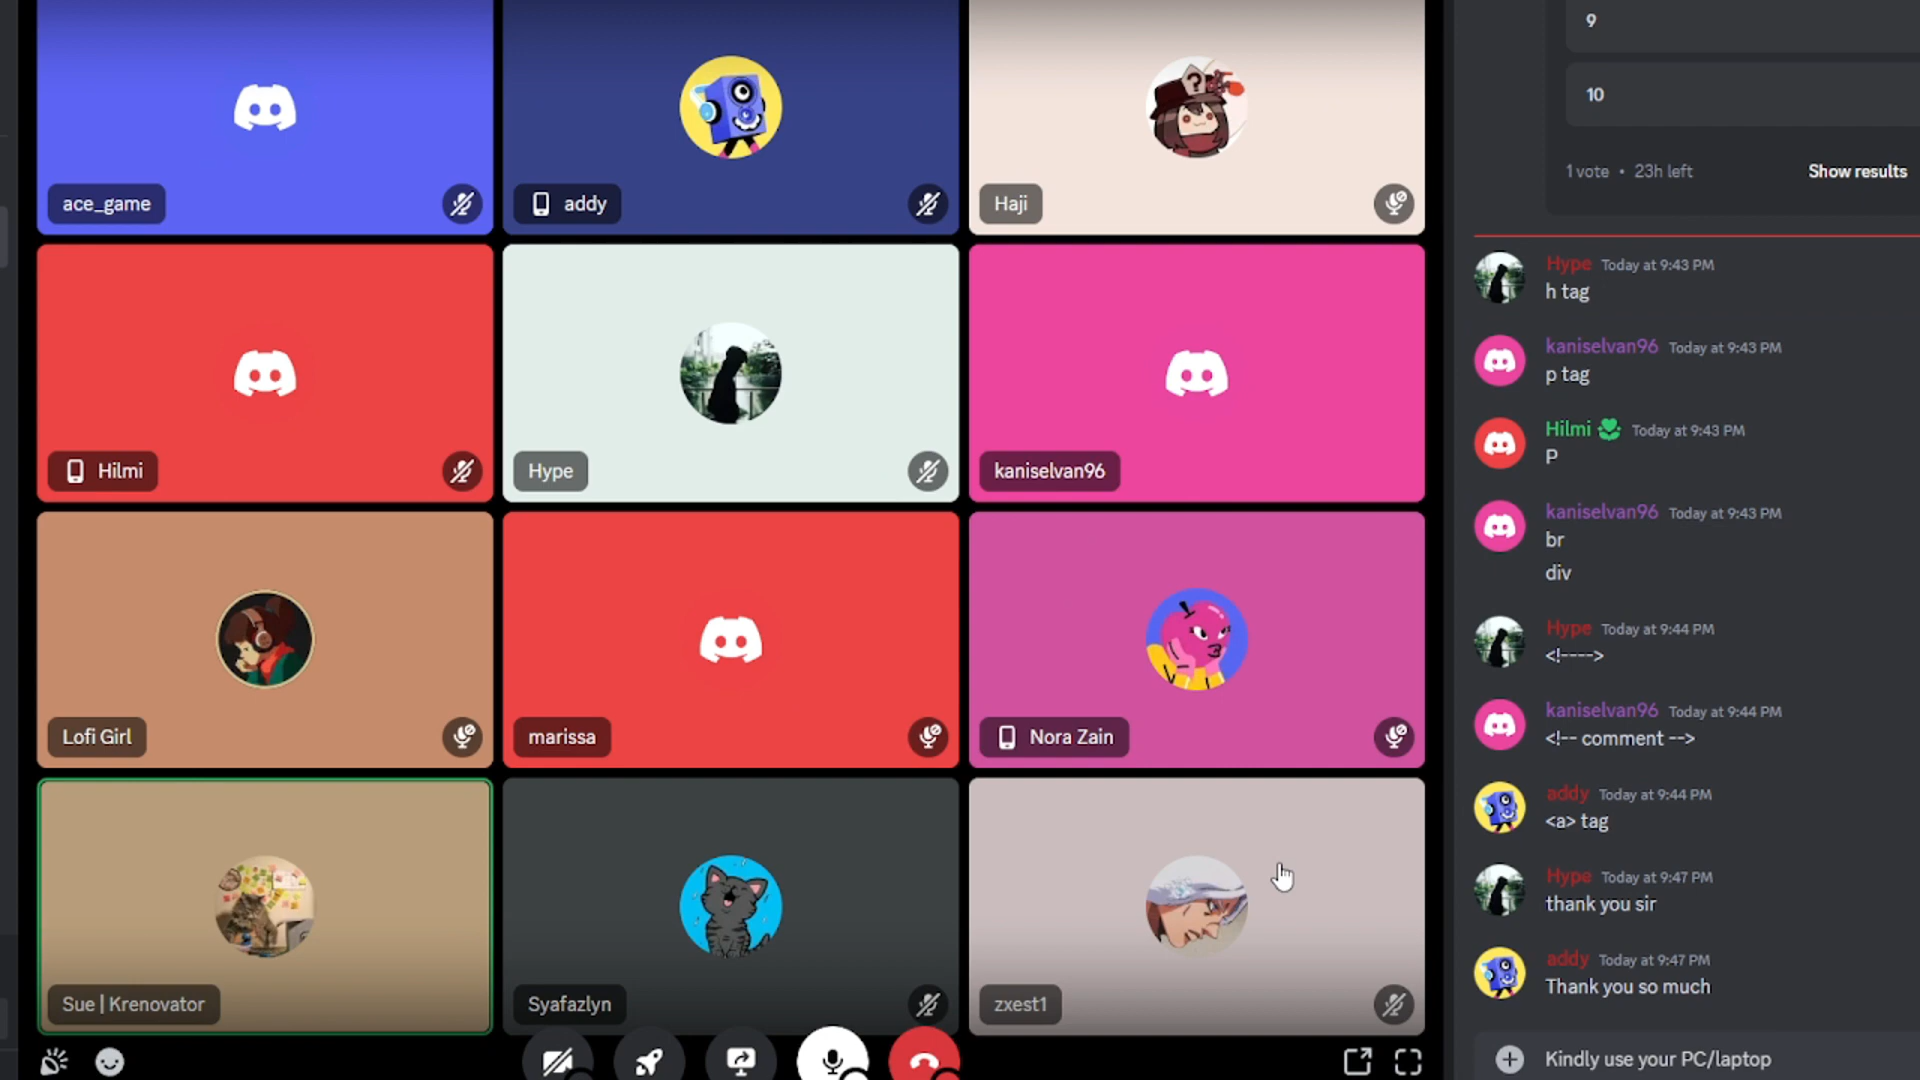 ace_game
addy
Haji
Hilmi
Hype
kaniselvan96
Lofi Girl
marissa
Nora Zain
Sue | Krenovator
Syafazlyn
zxest1
9
10
1 vote • 23h left
Show results
Hype Today at 9:43 PM
h tag
kaniselvan96 Today at 9:43 PM
p tag
Hilmi Today at 9:43 PM
P
kaniselvan96 Today at 9:43 PM
br
div
Hype Today at 9:44 PM
<!---->
kaniselvan96 Today at 9:44 PM
<!-- comment -->
addy Today at 9:44 PM
<a> tag
Hype Today at 9:47 PM
thank you sir
addy Today at 9:47 PM
Thank you so much
Kindly use your PC/laptop